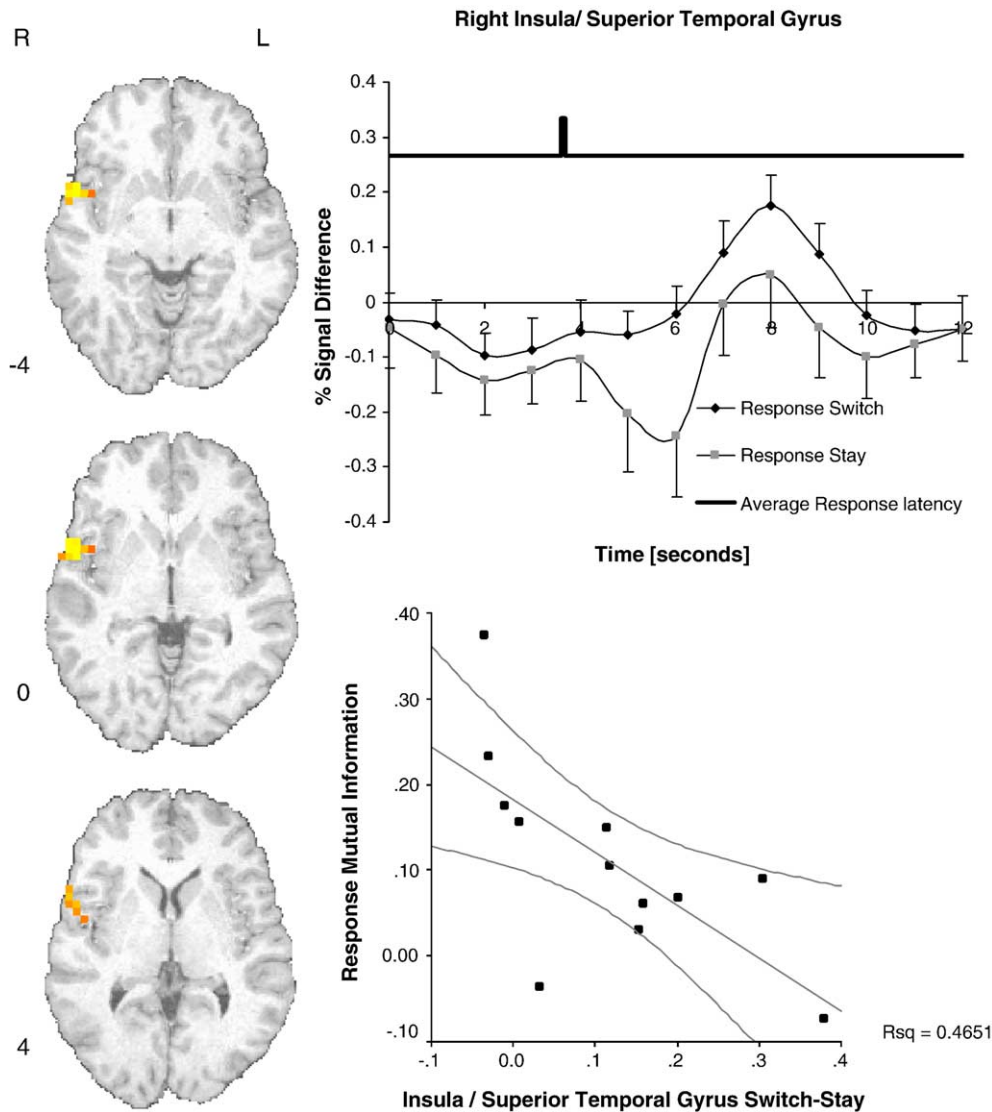 Right Insula/ Superior Temporal Gyrus
R L
-4
0
4
% Signal Difference
0.4
0.3
0.2
0.1
0
-0.1
-0.2
-0.3
-0.4
2 4 6 8 10 12
Response Switch
Response Stay
Average Response latency
Time [seconds]
Response Mutual Information
.40
.30
.20
.10
0.00
-.10
-.1 0.0 .1 .2 .3 .4
Rsq = 0.4651
Insula / Superior Temporal Gyrus Switch-Stay